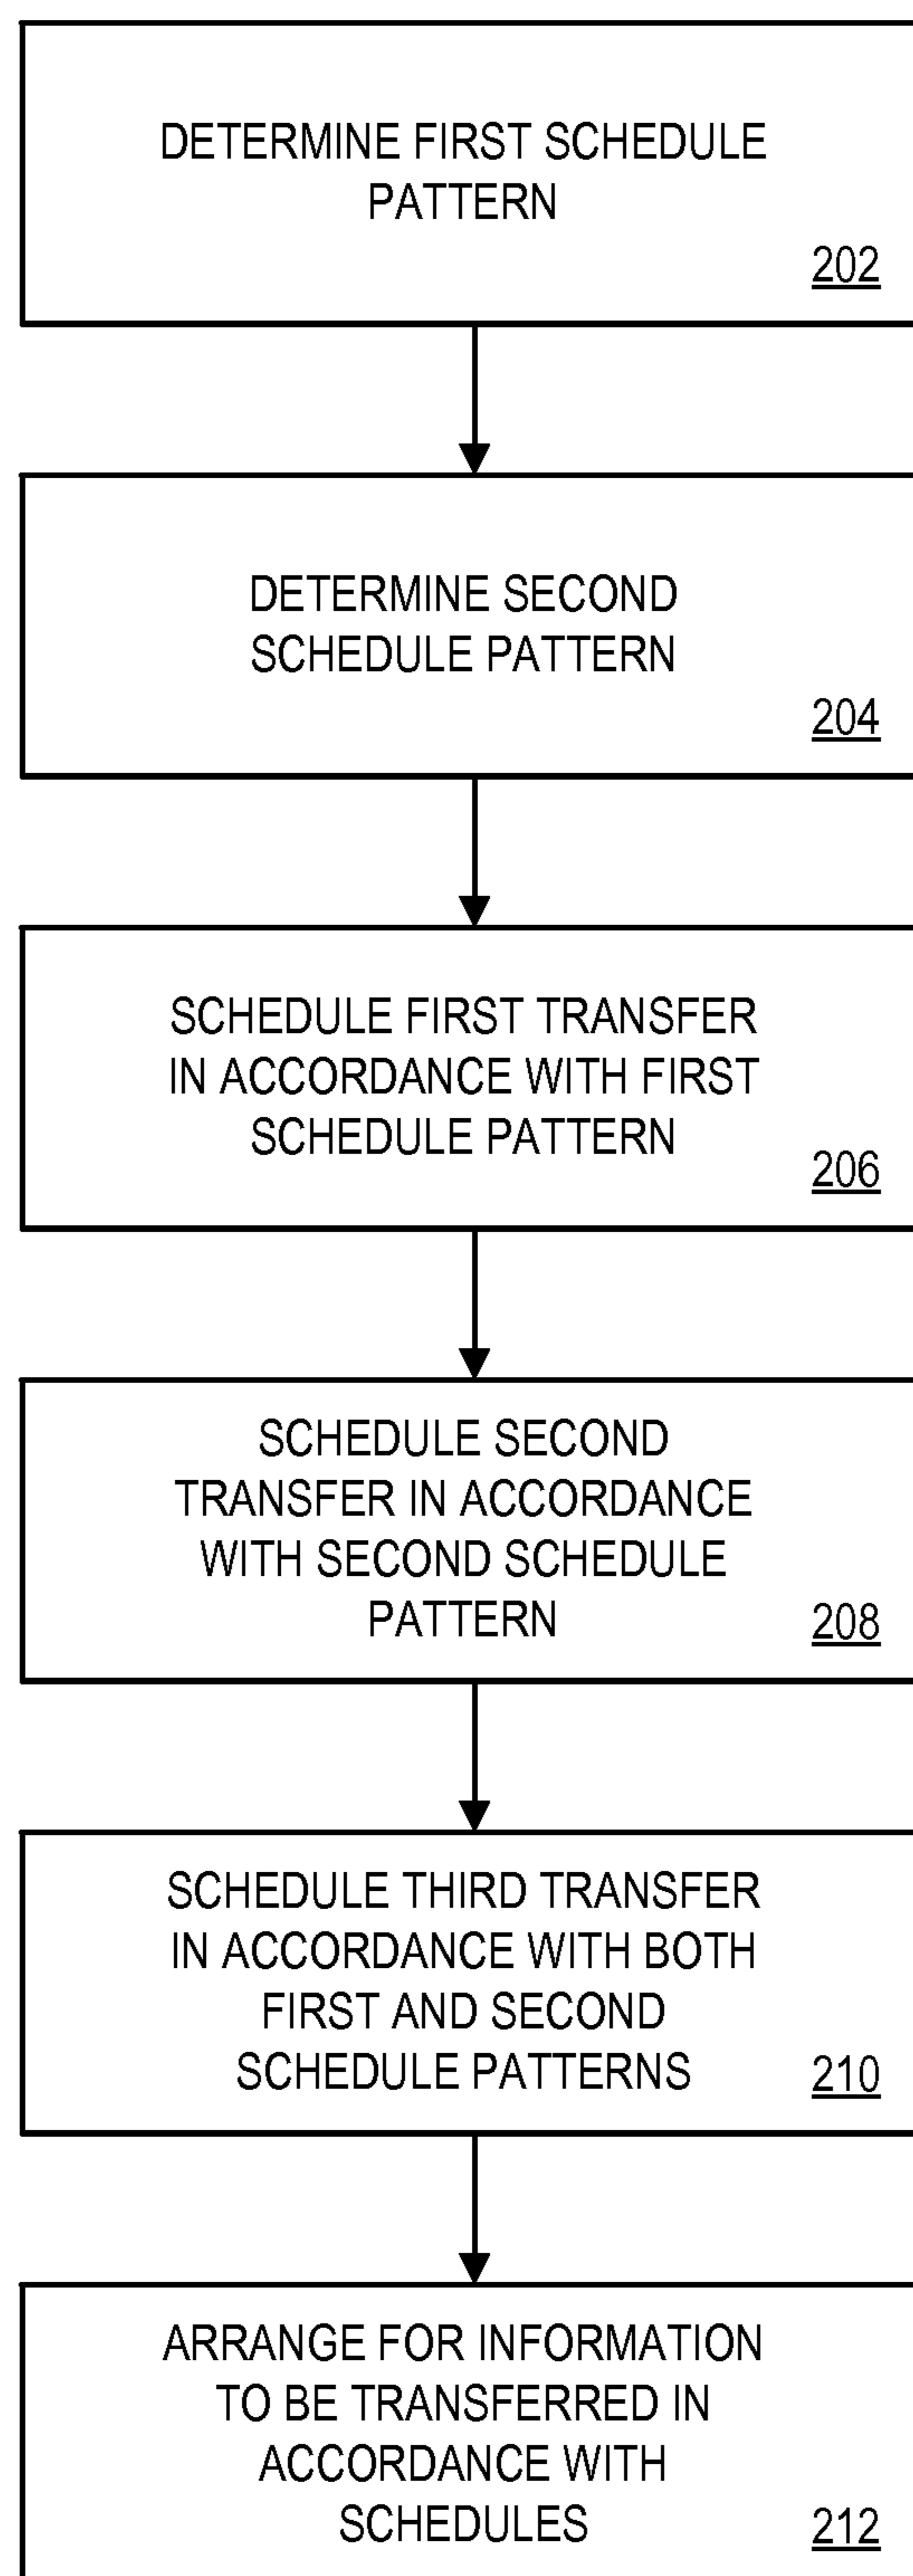 DETERMINE FIRST SCHEDULE
PATTERN
202
DETERMINE SECOND
SCHEDULE PATTERN
204
SCHEDULE FIRST TRANSFER
IN ACCORDANCE WITH FIRST
SCHEDULE PATTERN
206
SCHEDULE SECOND
TRANSFER IN ACCORDANCE
WITH SECOND SCHEDULE
PATTERN
208
SCHEDULE THIRD TRANSFER
IN ACCORDANCE WITH BOTH
FIRST AND SECOND
SCHEDULE PATTERNS
210
ARRANGE FOR INFORMATION
TO BE TRANSFERRED IN
ACCORDANCE WITH
SCHEDULES
212